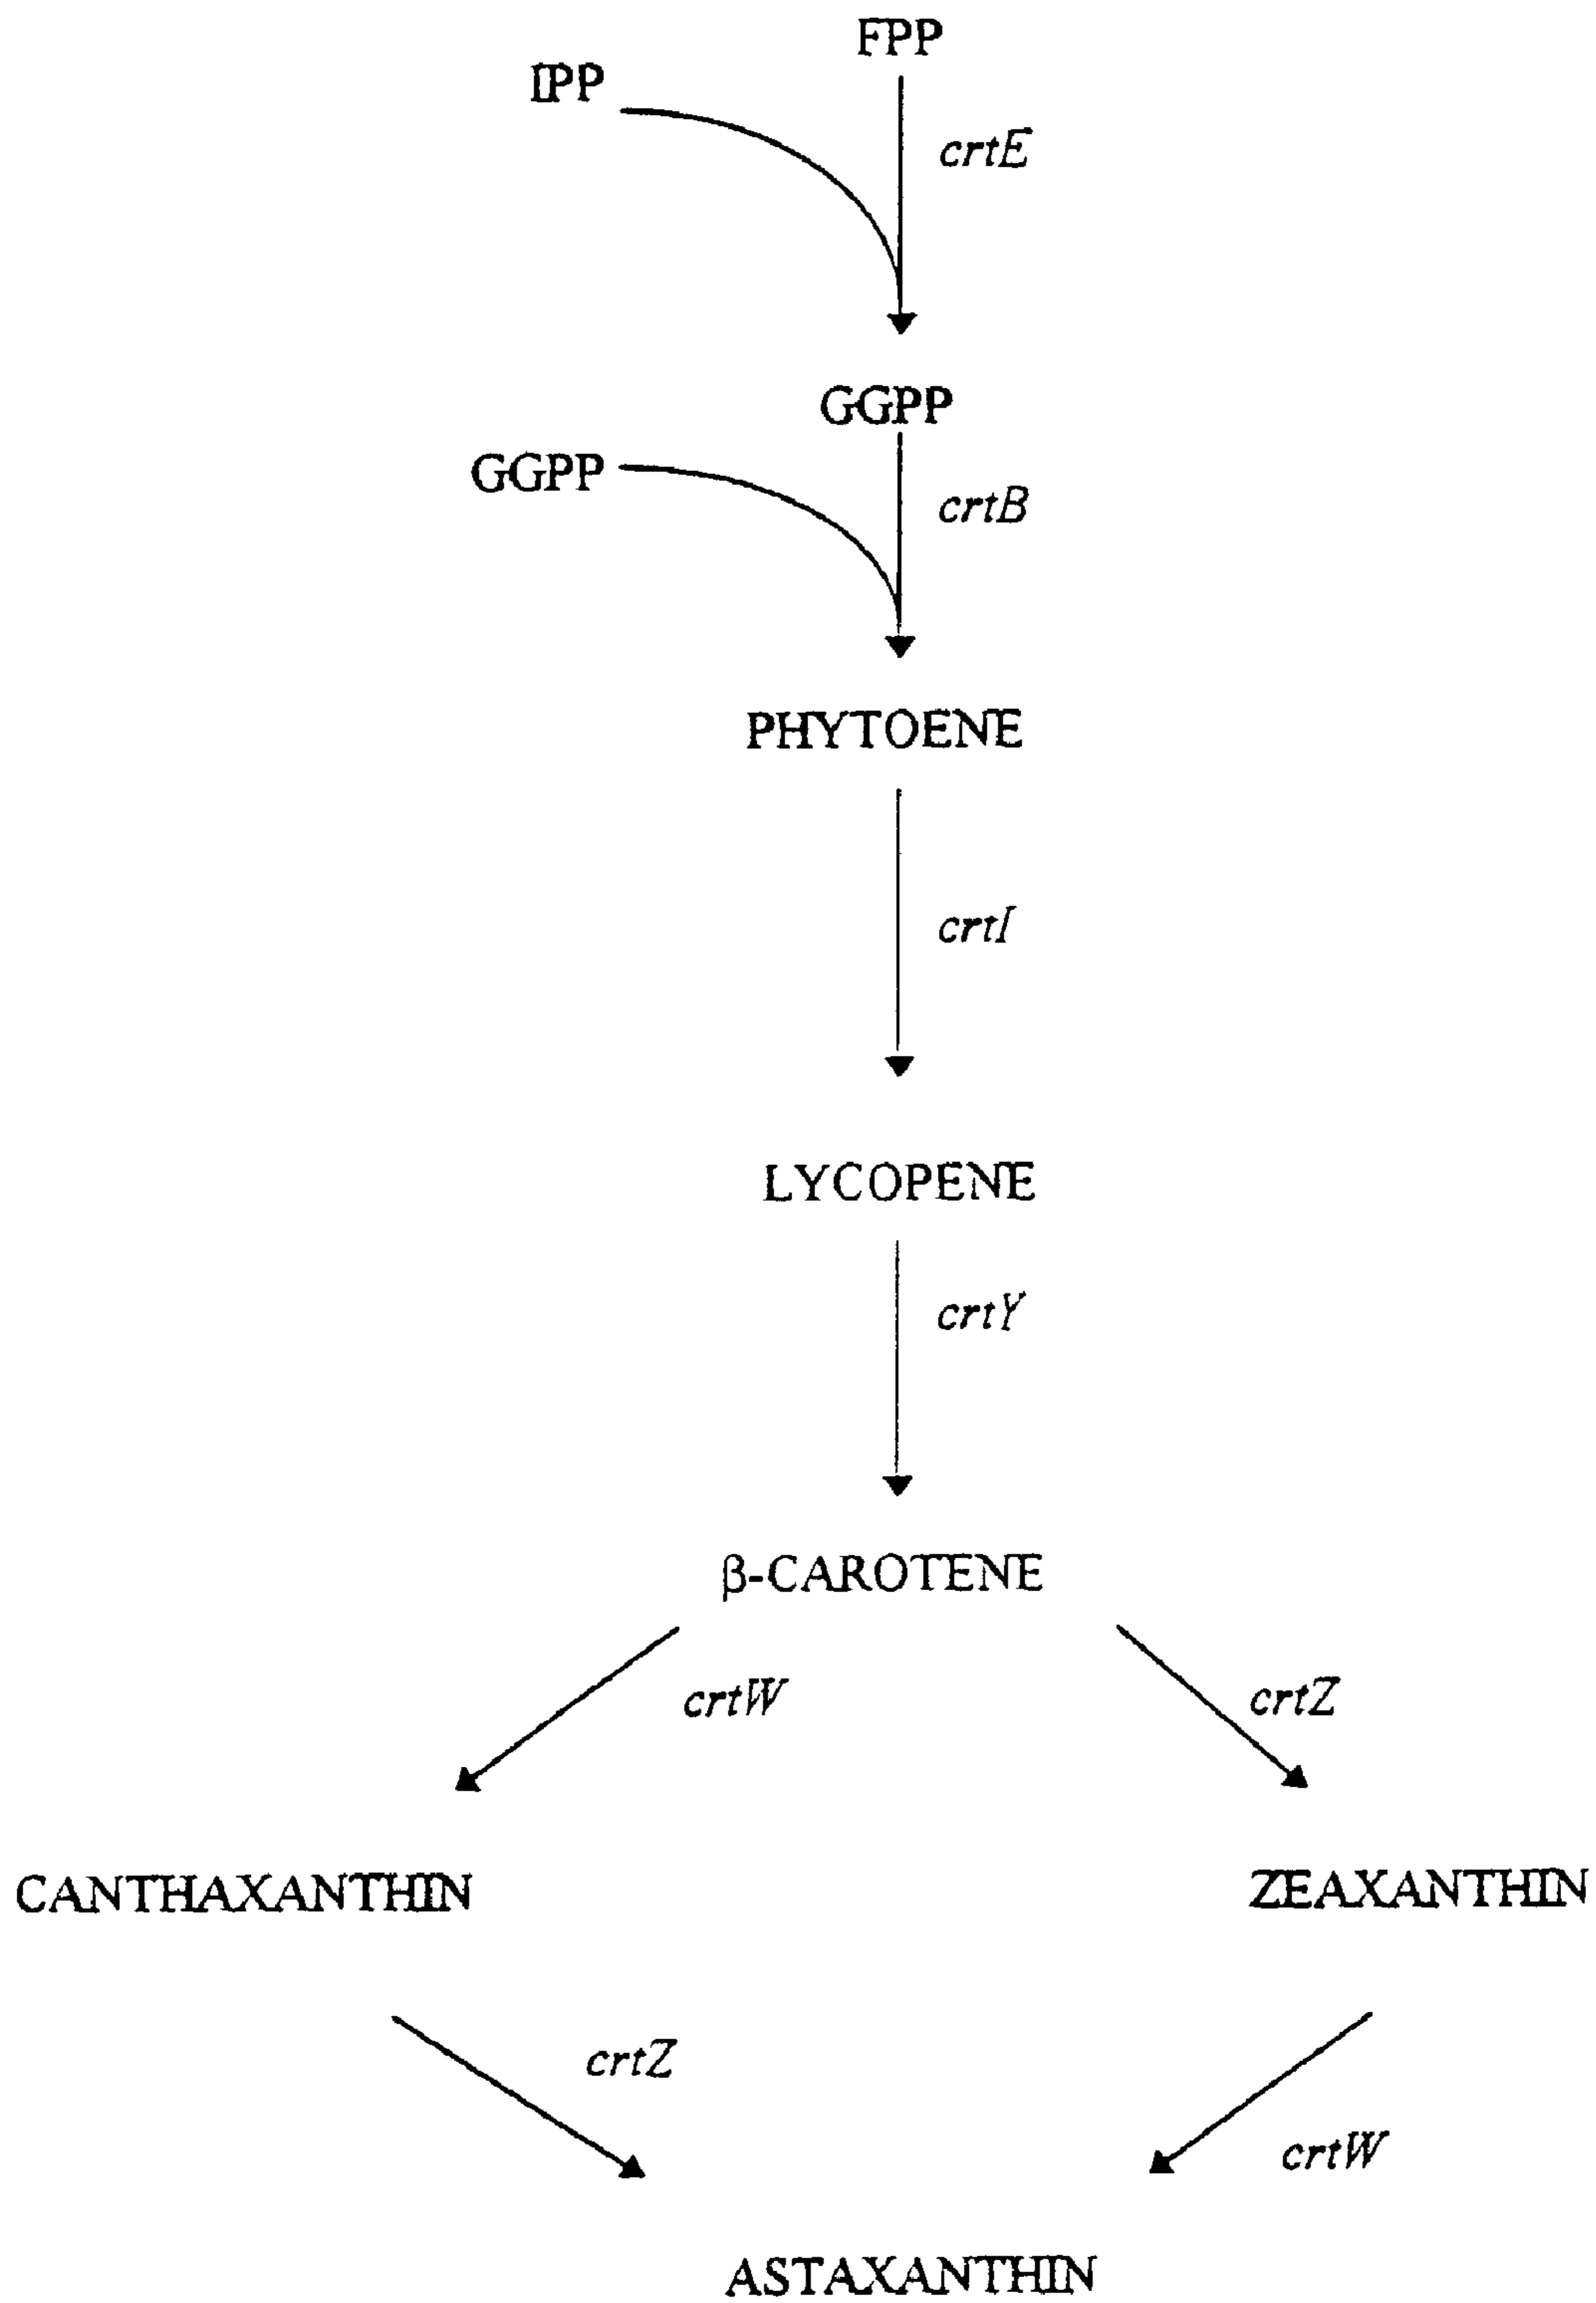 FPP
IPP
crtE
GGPP
GGPP
crtB
PHYTOENE
crtI
LYCOPENE
crtY
β-CAROTENE
crtW
crtZ
CANTHAXANTHIN
ZEAXANTHIN
crtZ
crtW
ASTAXANTHIN